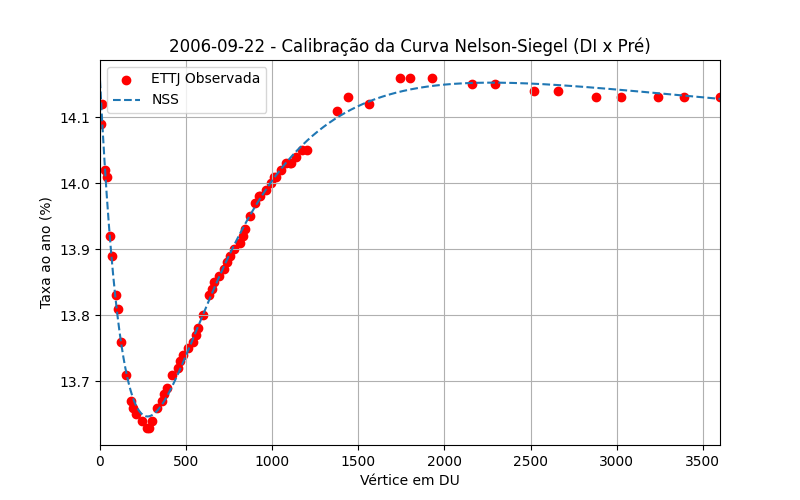 2006-09-22 - Calibração da Curva Nelson-Siegel (DI x Pré)
ETTJ Observada
NSS
Taxa ao ano (%)
14.1
14.0
13.9
13.8
13.7
0 500 1000 1500 2000 2500 3000 3500
Vértice em DU